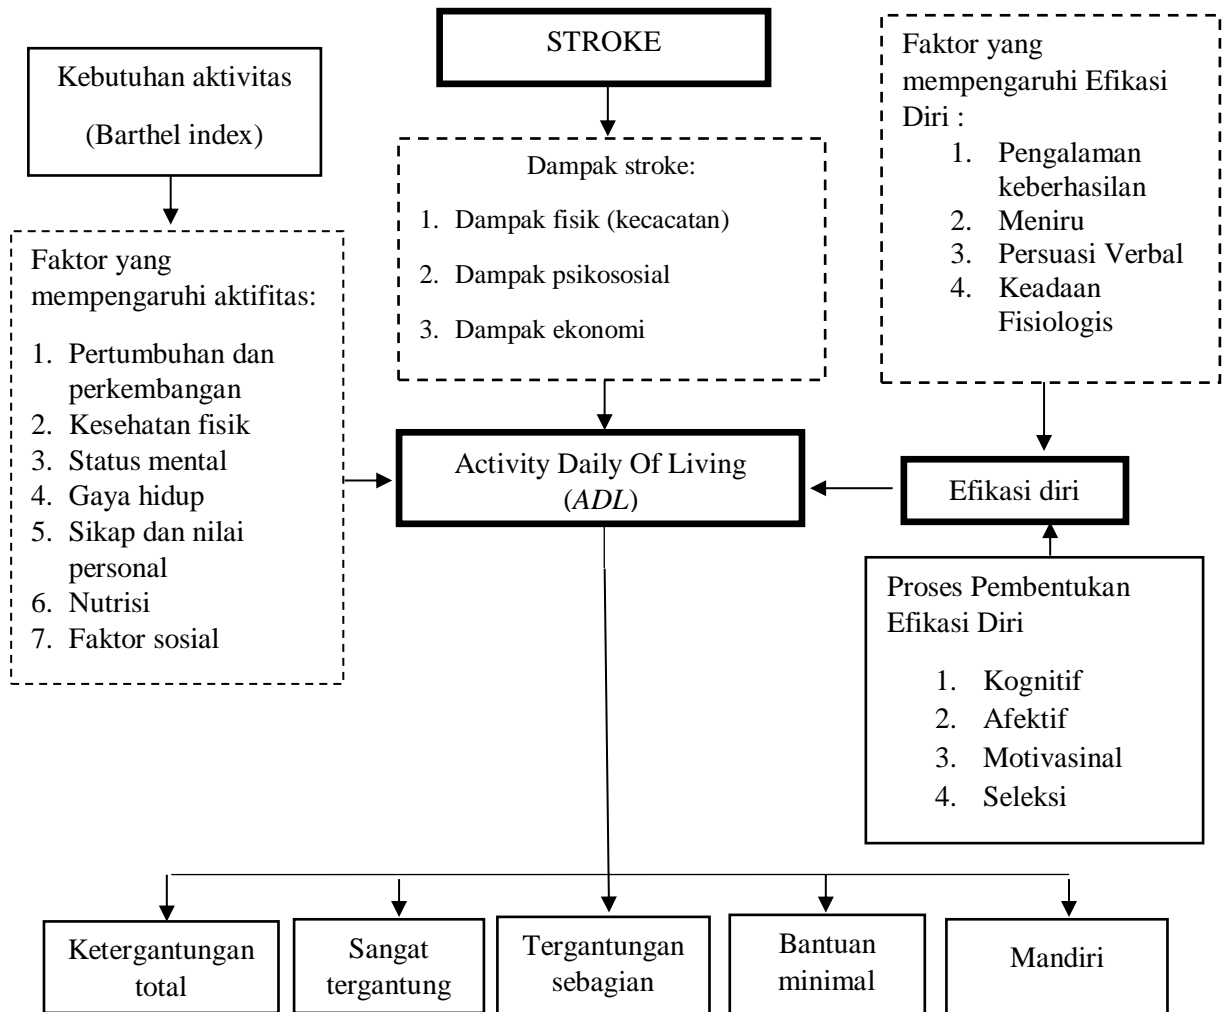 STROKE
Kebutuhan aktivitas
(Barthel index)
Faktor yang
mempengaruhi Efikasi
Diri :
1. Pengalaman
keberhasilan
2. Meniru
3. Persuasi Verbal
4. Keadaan
Fisiologis
Dampak stroke:
1. Dampak fisik (kecacatan)
2. Dampak psikososial
3. Dampak ekonomi
Faktor yang
mempengaruhi aktifitas:
1. Pertumbuhan dan
perkembangan
2. Kesehatan fisik
3. Status mental
4. Gaya hidup
5. Sikap dan nilai
personal
6. Nutrisi
7. Faktor sosial
Activity Daily Of Living
(ADL)
Efikasi diri
Proses Pembentukan
Efikasi Diri
1. Kognitif
2. Afektif
3. Motivasinal
4. Seleksi
Ketergantungan
total
Sangat
tergantung
Tergantungan
sebagian
Bantuan
minimal
Mandiri